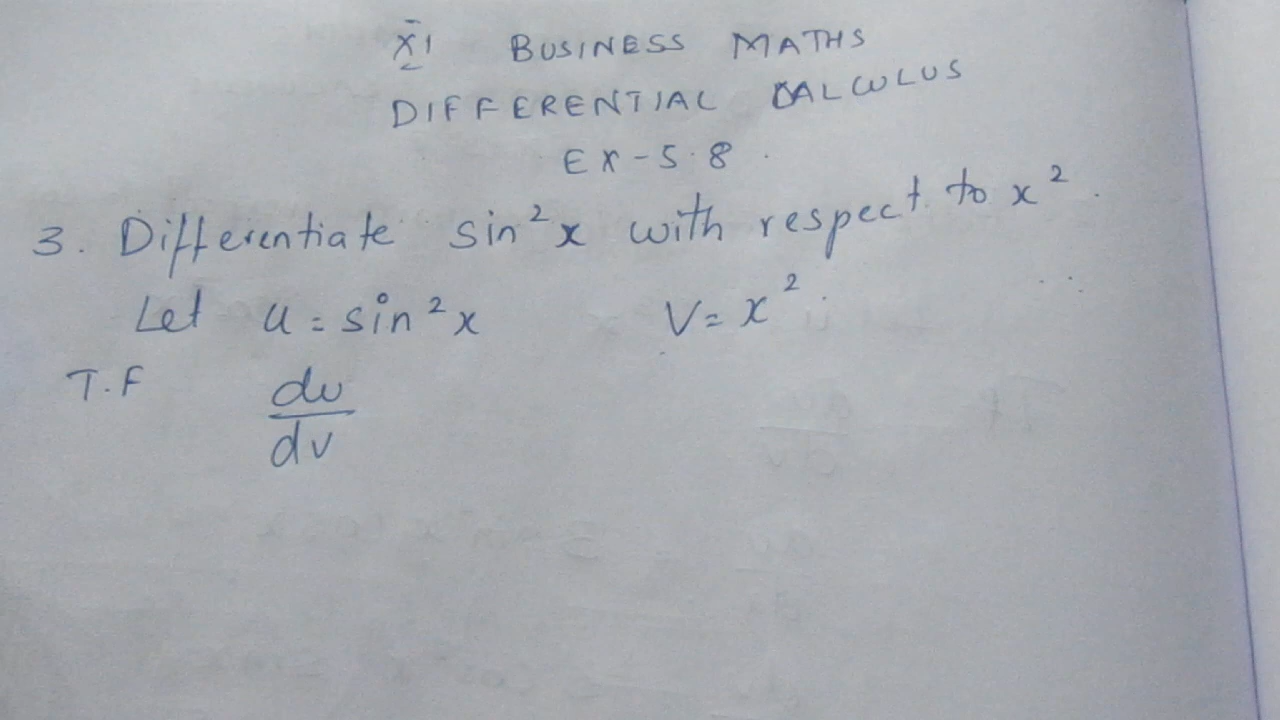 XI BUSINESS MATHS
DIFFERENTIAL CALCULUS
EX-5.8.
3. Differentiate sin²x with respect to x².
Let u = sin²x V = x².
T.F du/dv